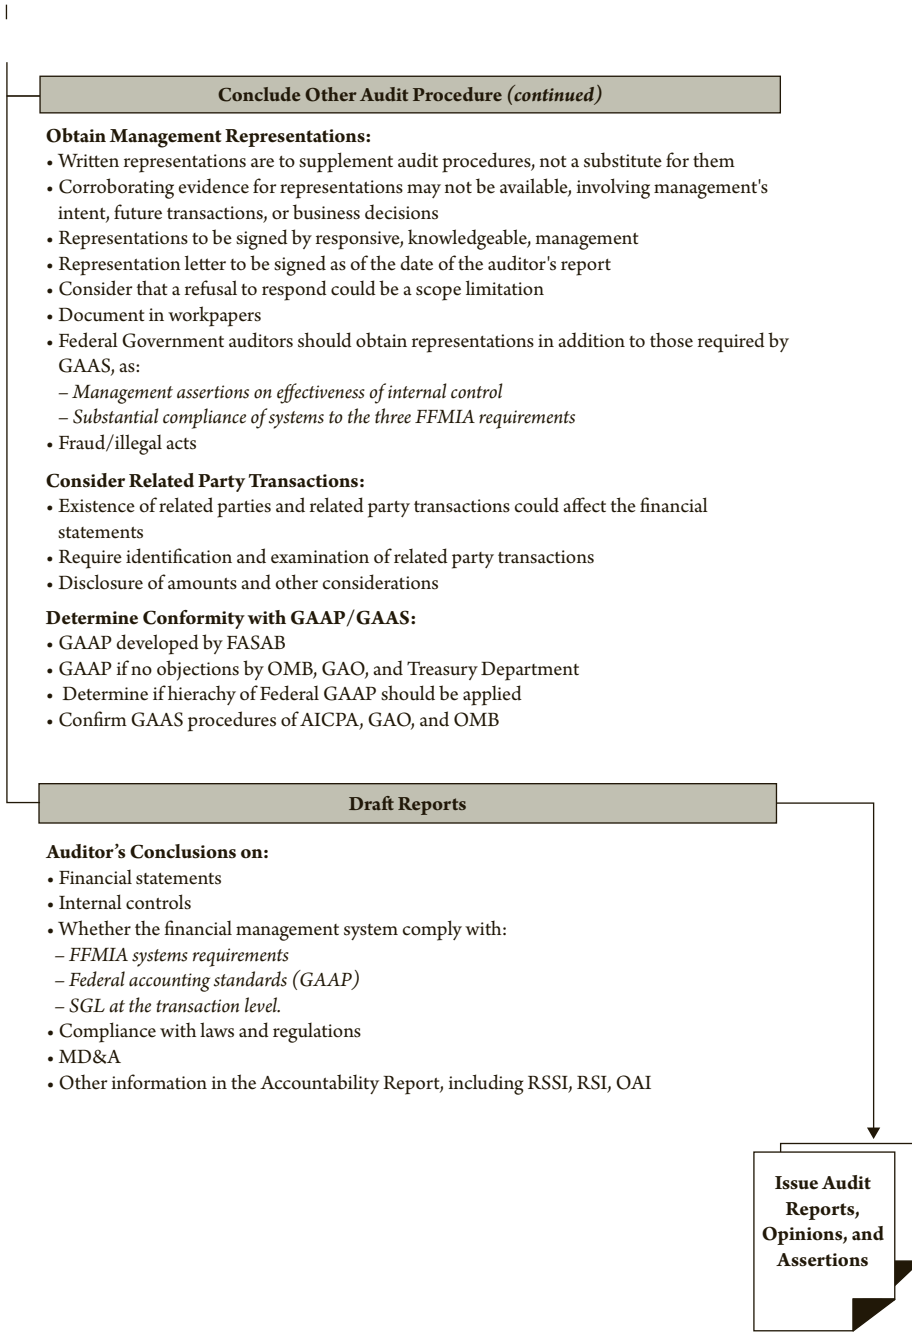 Conclude Other Audit Procedure (continued)
Obtain Management Representations:
• Written representations are to supplement audit procedures, not a substitute for them
• Corroborating evidence for representations may not be available, involving management's
intent, future transactions, or business decisions
• Representations to be signed by responsive, knowledgeable, management
• Representation letter to be signed as of the date of the auditor's report
• Consider that a refusal to respond could be a scope limitation
• Document in workpapers
• Federal Government auditors should obtain representations in addition to those required by
GAAS, as:
– Management assertions on effectiveness of internal control
– Substantial compliance of systems to the three FFMIA requirements
• Fraud/illegal acts
Consider Related Party Transactions:
• Existence of related parties and related party transactions could affect the financial
statements
• Require identification and examination of related party transactions
• Disclosure of amounts and other considerations
Determine Conformity with GAAP/GAAS:
• GAAP developed by FASAB
• GAAP if no objections by OMB, GAO, and Treasury Department
• Determine if hierachy of Federal GAAP should be applied
• Confirm GAAS procedures of AICPA, GAO, and OMB
Draft Reports
Auditor’s Conclusions on:
• Financial statements
• Internal controls
• Whether the financial management system comply with:
– FFMIA systems requirements
– Federal accounting standards (GAAP)
– SGL at the transaction level.
• Compliance with laws and regulations
• MD&A
• Other information in the Accountability Report, including RSSI, RSI, OAI
Issue Audit
Reports,
Opinions, and
Assertions